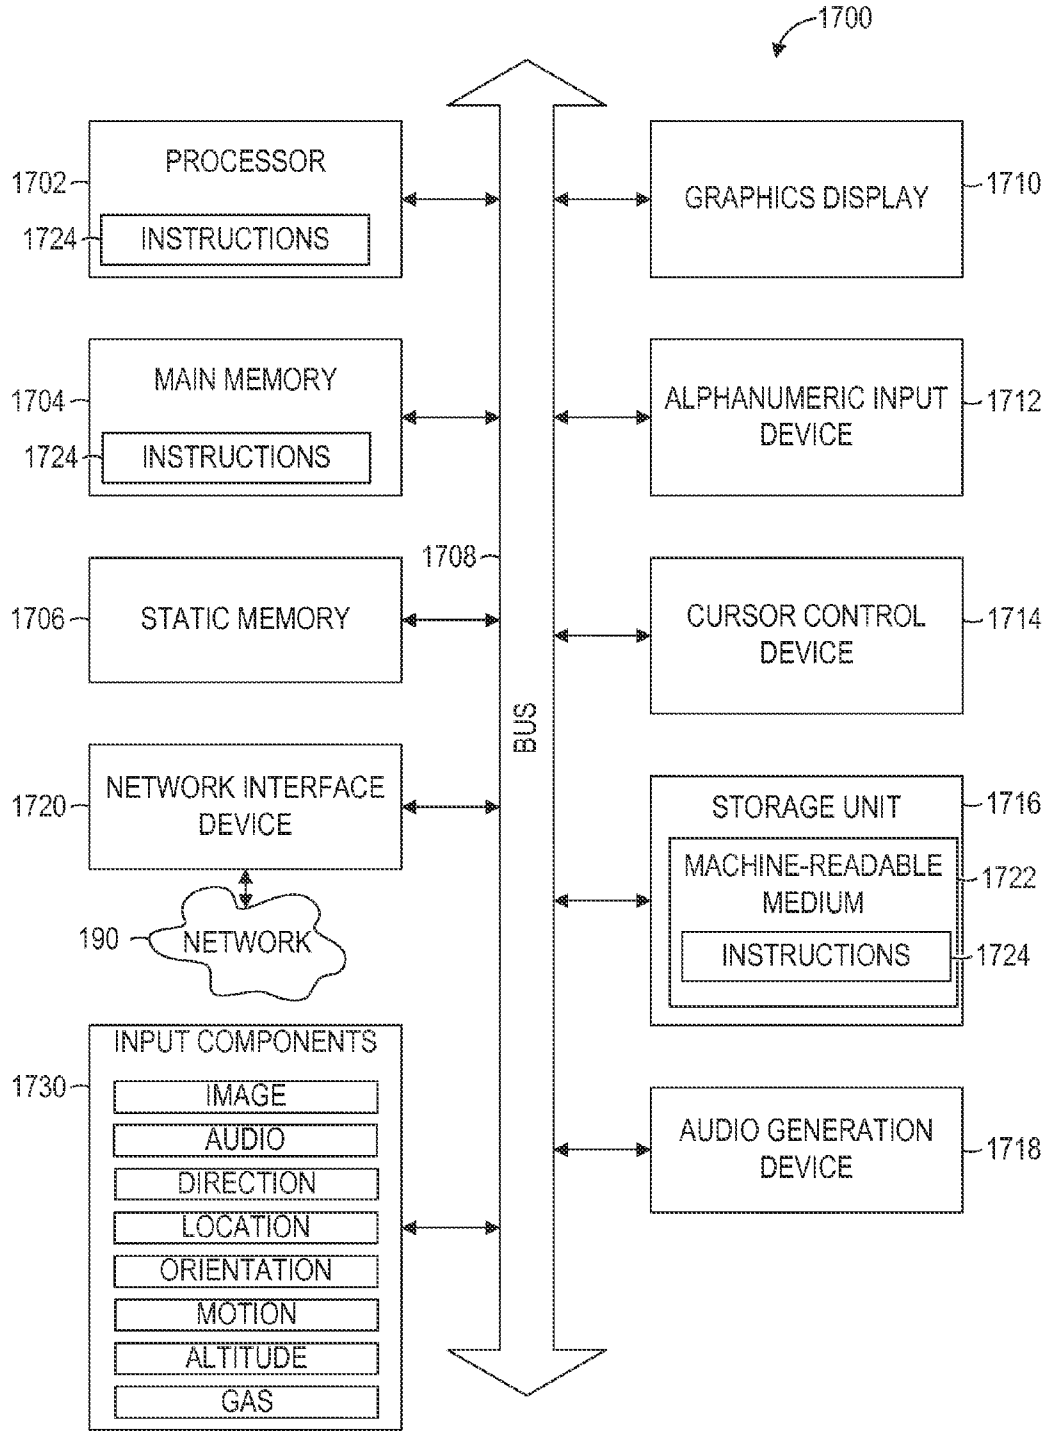 1700
PROCESSOR
1702
1724
INSTRUCTIONS
MAIN MEMORY
1704
1724
INSTRUCTIONS
1708
1706
STATIC MEMORY
BUS
1720
NETWORK INTERFACE
DEVICE
190
NETWORK
INPUT COMPONENTS
1730
IMAGE
AUDIO
DIRECTION
LOCATION
ORIENTATION
MOTION
ALTITUDE
GAS
GRAPHICS DISPLAY
1710
ALPHANUMERIC INPUT
DEVICE
1712
CURSOR CONTROL
DEVICE
1714
STORAGE UNIT
1716
MACHINE-READABLE
MEDIUM
1722
INSTRUCTIONS
1724
AUDIO GENERATION
DEVICE
1718